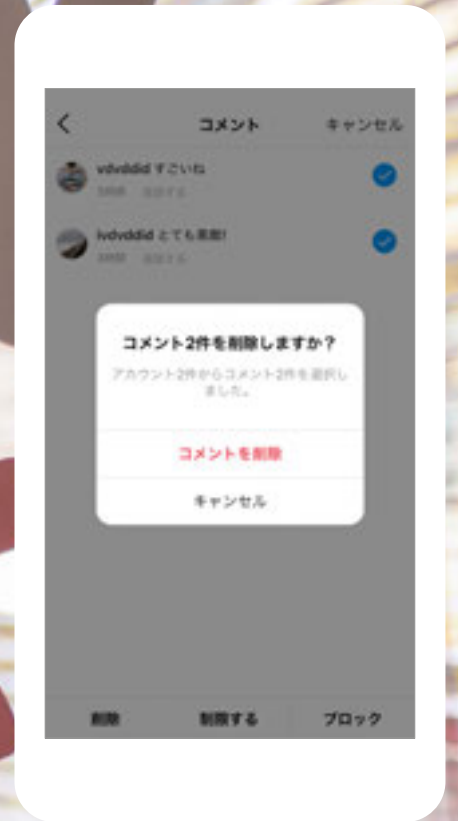 コメント キャンセル
vdvddid すごいね
ivdvddid とても素敵!
コメント2件を削除しますか？
アカウント2件からコメント2件を選択し
ました。
コメントを削除
キャンセル
削除 制限する ブロック